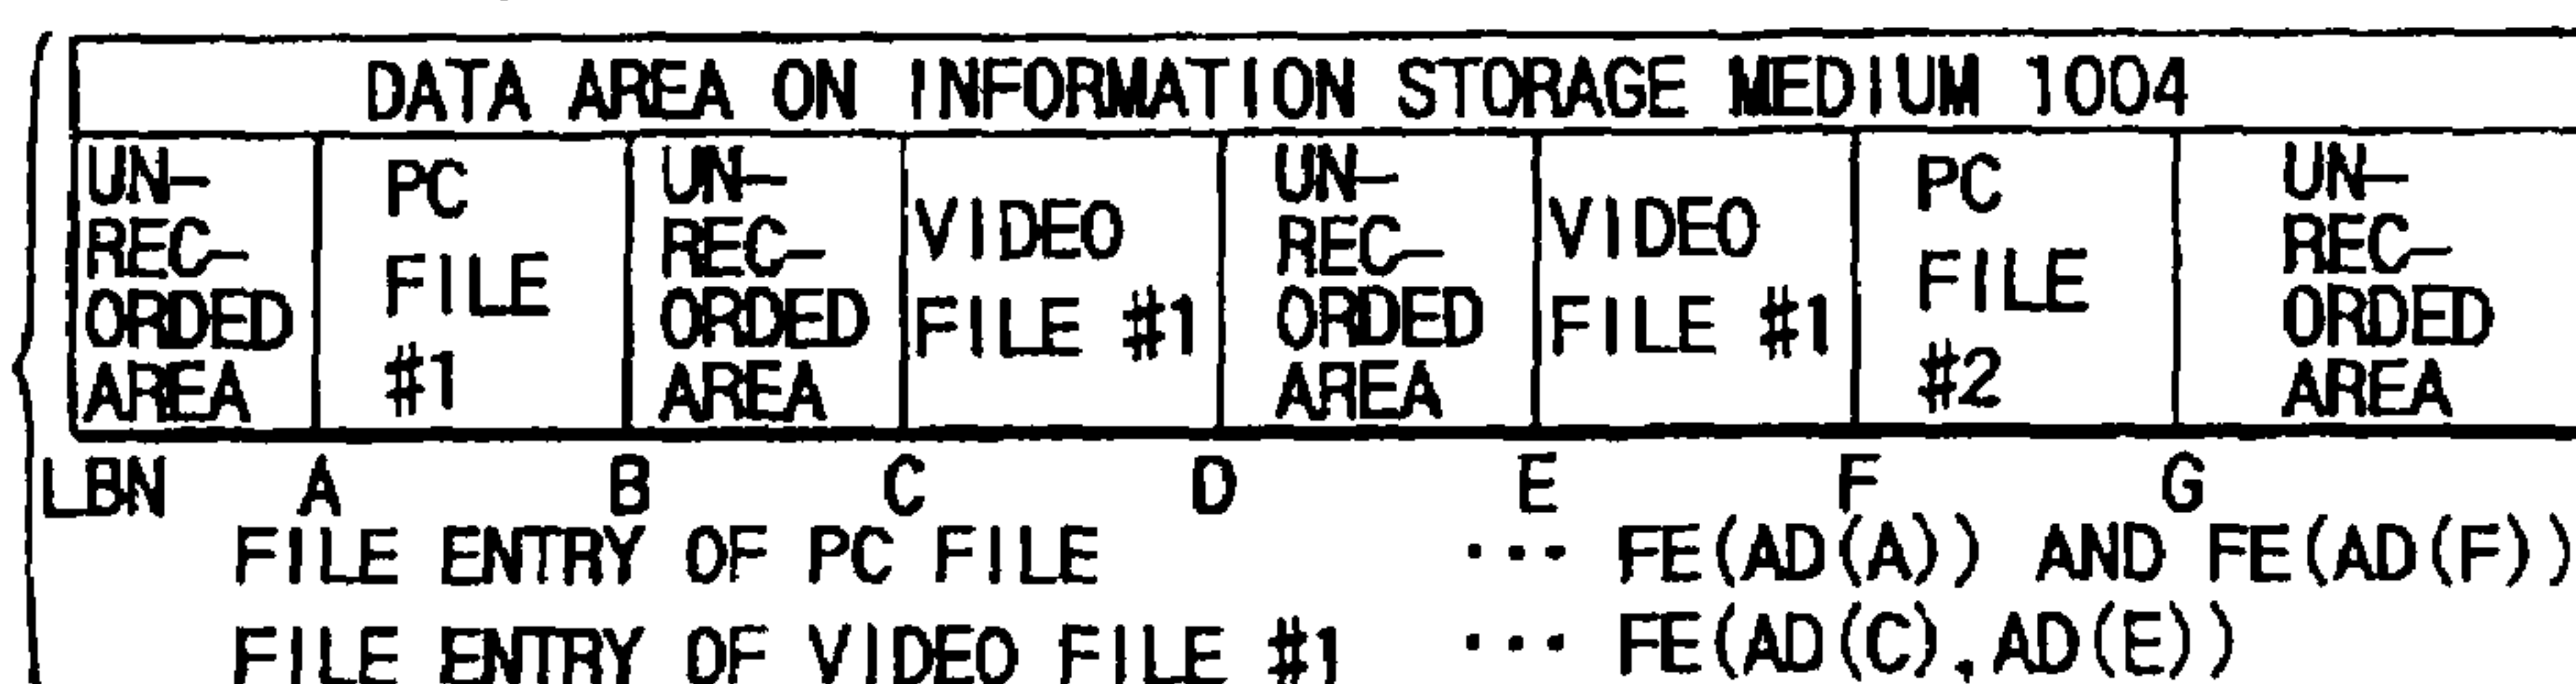 DATA AREA ON INFORMATION STORAGE MEDIUM 1004
UN-
REC-
ORDED
AREA
PC
FILE
#1
UN-
REC-
ORDED
AREA
VIDEO
FILE #1
UN-
REC-
ORDED
AREA
VIDEO
FILE #1
PC
FILE
#2
UN-
REC-
ORDED
AREA
LBN A B C D E F G
FILE ENTRY OF PC FILE ... FE(AD(A)) AND FE(AD(F))
FILE ENTRY OF VIDEO FILE #1 ... FE(AD(C),AD(E))